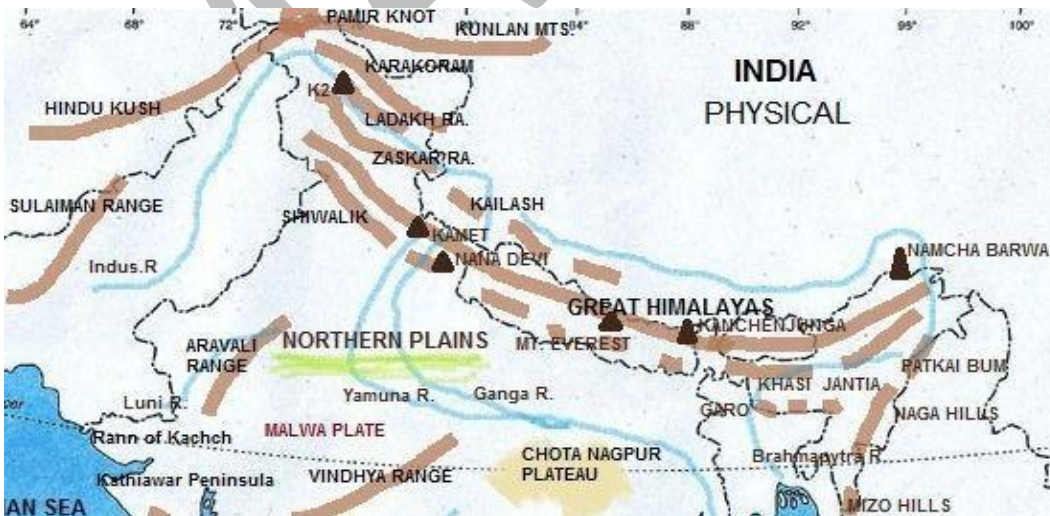 64° 68° 72° 84° 88° 92° 96° 100°
PAMIR KNOT
KUNLAN MTS.
KARAKORAM
INDIA
PHYSICAL
K2
HINDU KUSH
LADAKH RA.
ZASKAR RA.
SULAIMAN RANGE
KAILASH
SHIWALIK
KAMET
NANA DEVI
NAMCHA BARWA
Indus.R
GREAT HIMALAYAS
KANCHENJUNGA
ARAVALI
RANGE
NORTHERN PLAINS
MT. EVEREST
PATKAI BUM
KHASI JANTIA
Luni R.
Yamuna R.
Ganga R.
GARO
NAGA HILLS
MALWA PLATE
Rann of Kachch
CHOTA NAGPUR
PLATEAU
Brahmapytra R
Kathiawar Peninsula
VINDHYA RANGE
AN SEA
MIZO HILLS